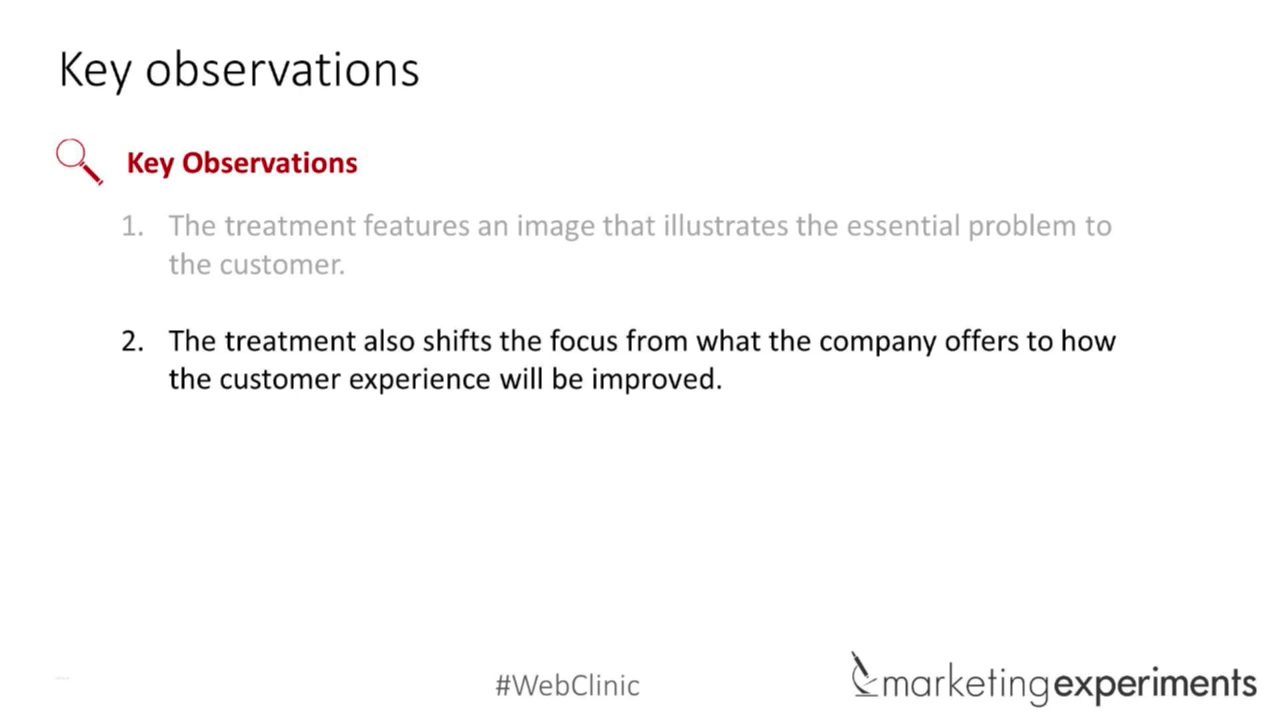 Key observations
Key Observations
1. The treatment features an image that illustrates the essential problem to
the customer.
2. The treatment also shifts the focus from what the company offers to how
the customer experience will be improved.
#WebClinic
marketingexperiments